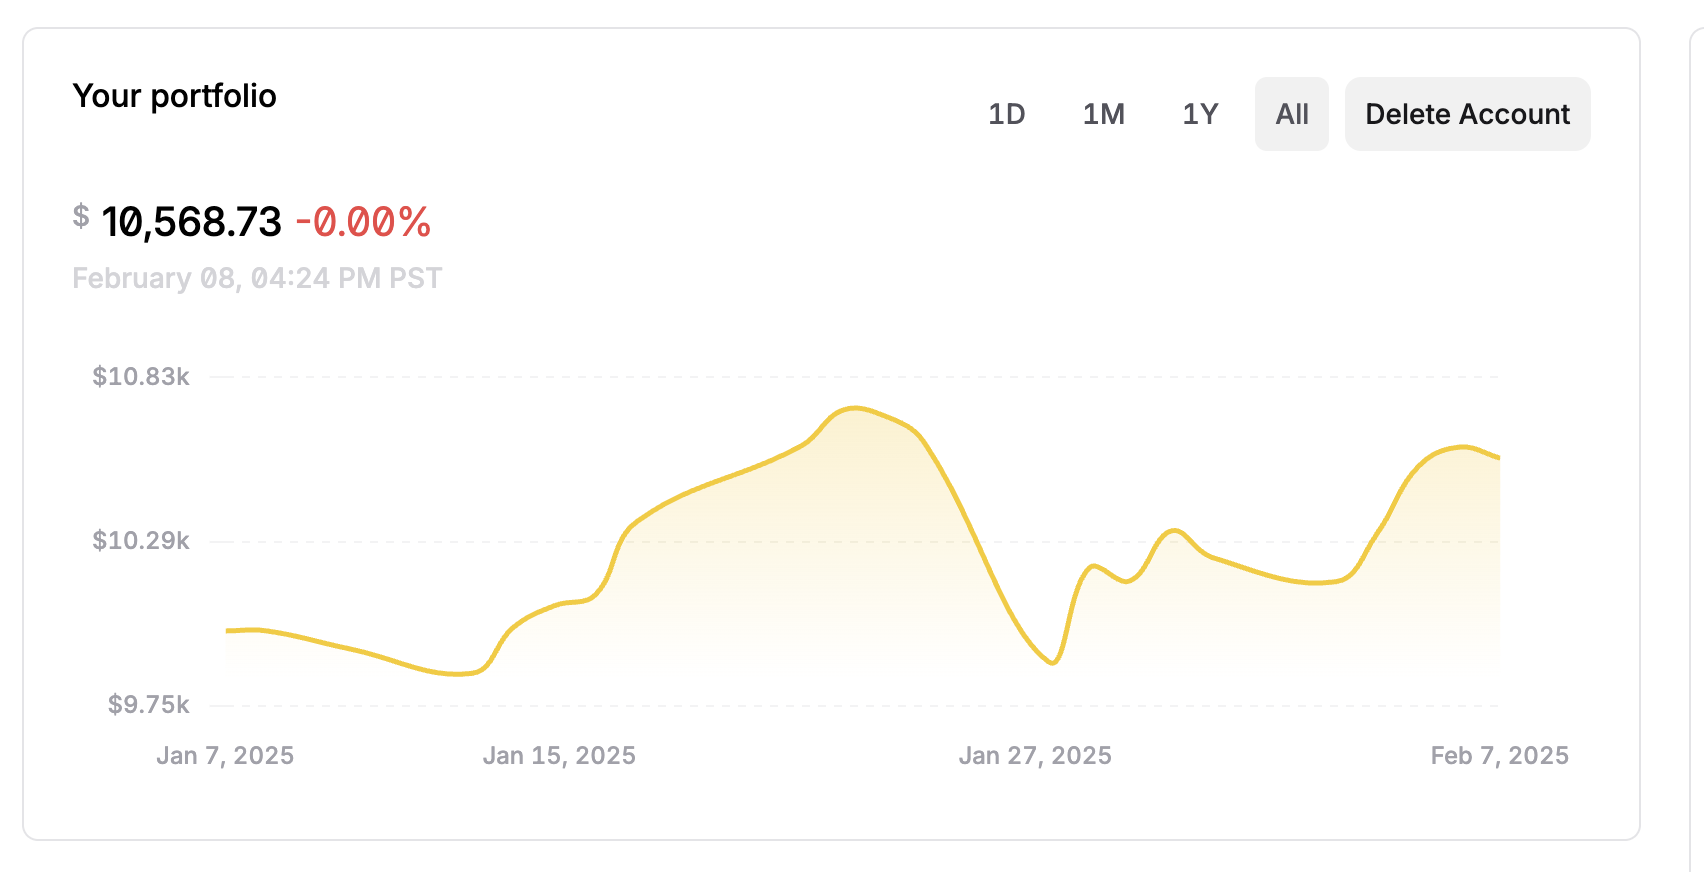 Your portfolio
1D 1M 1Y All Delete Account
$ 10,568.73 -0.00%
February 08, 04:24 PM PST
$10.83k
$10.29k
$9.75k
Jan 7, 2025 Jan 15, 2025 Jan 27, 2025 Feb 7, 2025